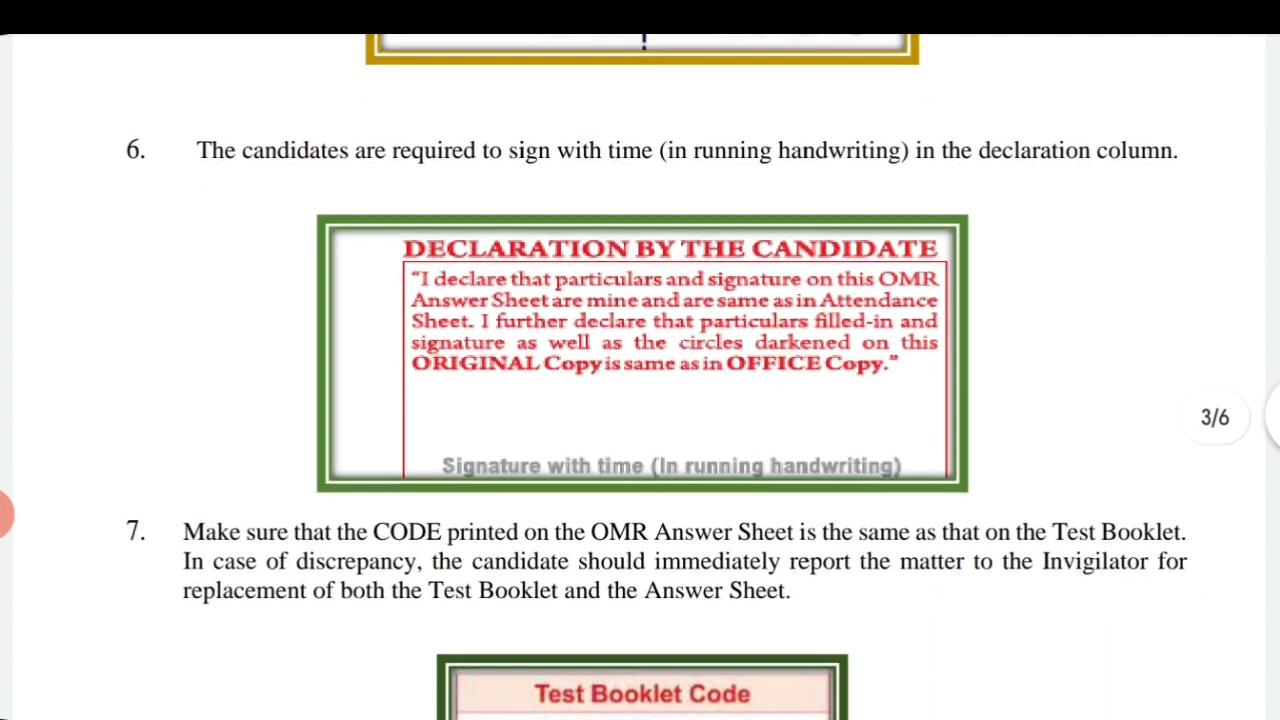 6. The candidates are required to sign with time (in running handwriting) in the declaration column.
DECLARATION BY THE CANDIDATE
“I declare that particulars and signature on this OMR
Answer Sheet are mine and are same as in Attendance
Sheet. I further declare that particulars filled-in and
signature as well as the circles darkened on this
ORIGINAL Copy is same as in OFFICE Copy.”
Signature with time (In running handwriting)
3/6
7. Make sure that the CODE printed on the OMR Answer Sheet is the same as that on the Test Booklet.
In case of discrepancy, the candidate should immediately report the matter to the Invigilator for
replacement of both the Test Booklet and the Answer Sheet.
Test Booklet Code